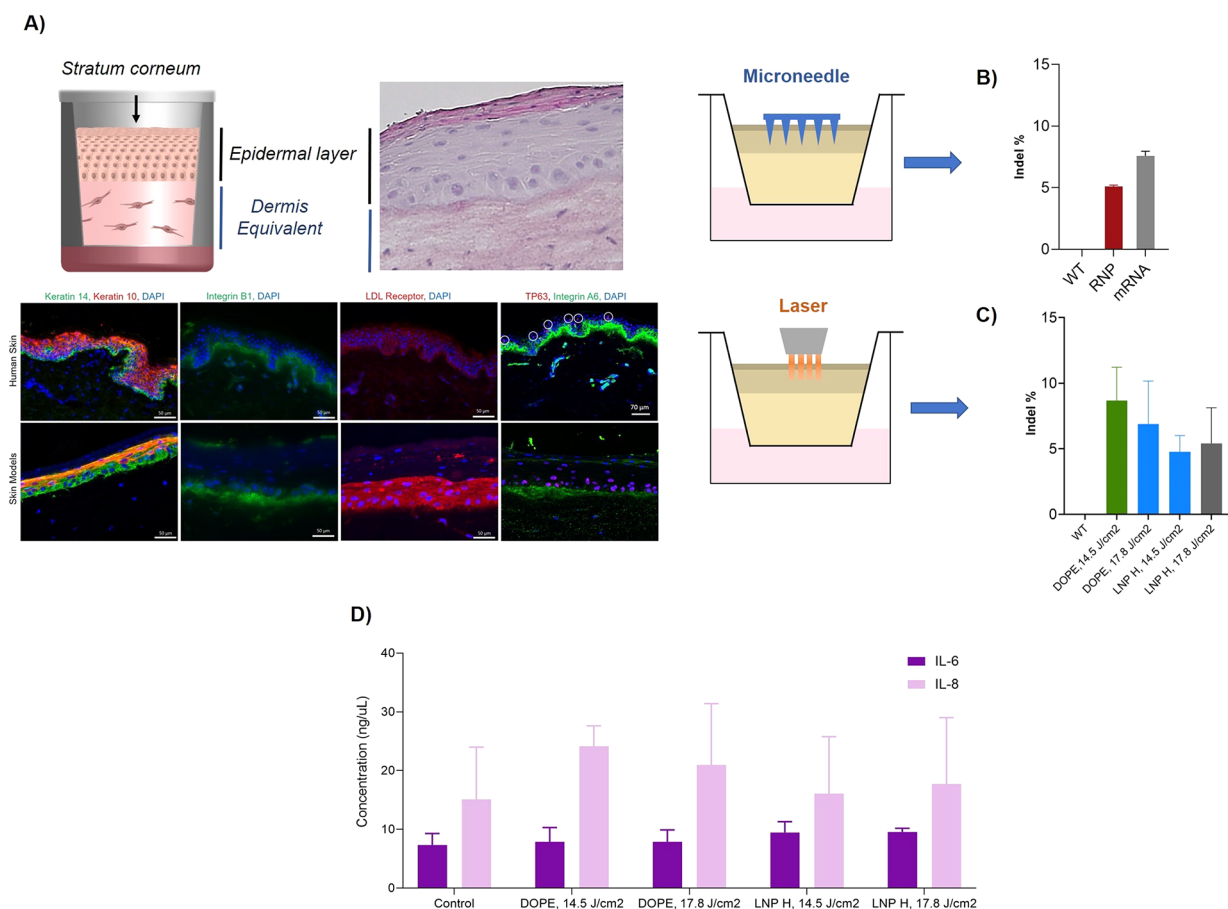 A)
Stratum corneum
Epidermal layer
Dermis
Equivalent
Microneedle
B)
Indel %
15
10
5
0
WT
RNP
mRNA
Keratin 14, Keratin 10, DAPI
Integrin B1, DAPI
LDL Receptor, DAPI
TP63, Integrin A6, DAPI
Human Skin
50 µm
50 µm
50 µm
70 µm
Skin Models
50 µm
50 µm
50 µm
50 µm
Laser
C)
Indel %
15
10
5
0
WT
DOPE, 14.5 J/cm2
DOPE, 17.8 J/cm2
LNP H, 14.5 J/cm2
LNP H, 17.8 J/cm2
D)
Concentration (ng/uL)
40
30
20
10
0
IL-6
IL-8
Control
DOPE, 14.5 J/cm2
DOPE, 17.8 J/cm2
LNP H, 14.5 J/cm2
LNP H, 17.8 J/cm2